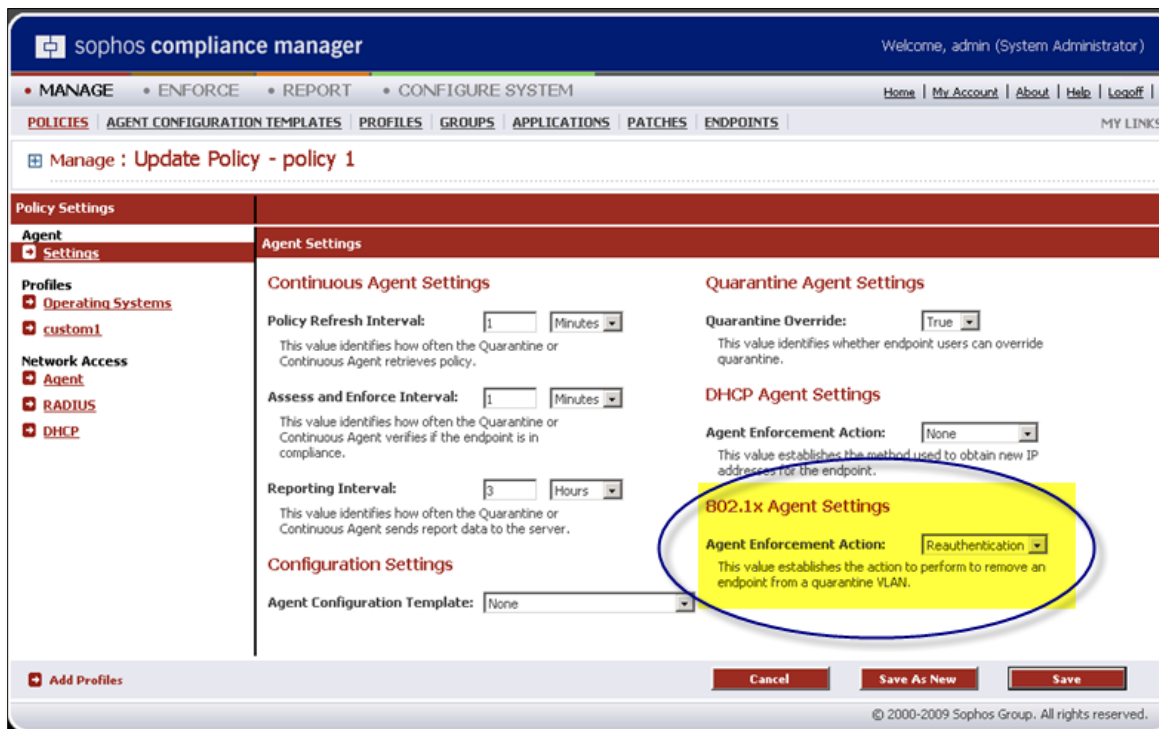 sophos compliance manager
Welcome, admin (System Administrator)
• MANAGE • ENFORCE • REPORT • CONFIGURE SYSTEM
Home | My Account | About | Help | Logoff |
POLICIES | AGENT CONFIGURATION TEMPLATES | PROFILES | GROUPS | APPLICATIONS | PATCHES | ENDPOINTS |
MY LINKS
Manage : Update Policy - policy 1
Policy Settings
Agent
Settings
Profiles
Operating Systems
custom1
Network Access
Agent
RADIUS
DHCP
Agent Settings
Continuous Agent Settings
Policy Refresh Interval: 1 Minutes
This value identifies how often the Quarantine or
Continuous Agent retrieves policy.
Assess and Enforce Interval: 1 Minutes
This value identifies how often the Quarantine or
Continuous Agent verifies if the endpoint is in
compliance.
Reporting Interval: 3 Hours
This value identifies how often the Quarantine or
Continuous Agent sends report data to the server.
Configuration Settings
Agent Configuration Template: None
Quarantine Agent Settings
Quarantine Override: True
This value identifies whether endpoint users can override
quarantine.
DHCP Agent Settings
Agent Enforcement Action: None
This value establishes the method used to obtain new IP
addresses for the endpoint.
802.1x Agent Settings
Agent Enforcement Action: Reauthentication
This value establishes the action to perform to remove an
endpoint from a quarantine VLAN.
Add Profiles
Cancel
Save As New
Save
© 2000-2009 Sophos Group. All rights reserved.